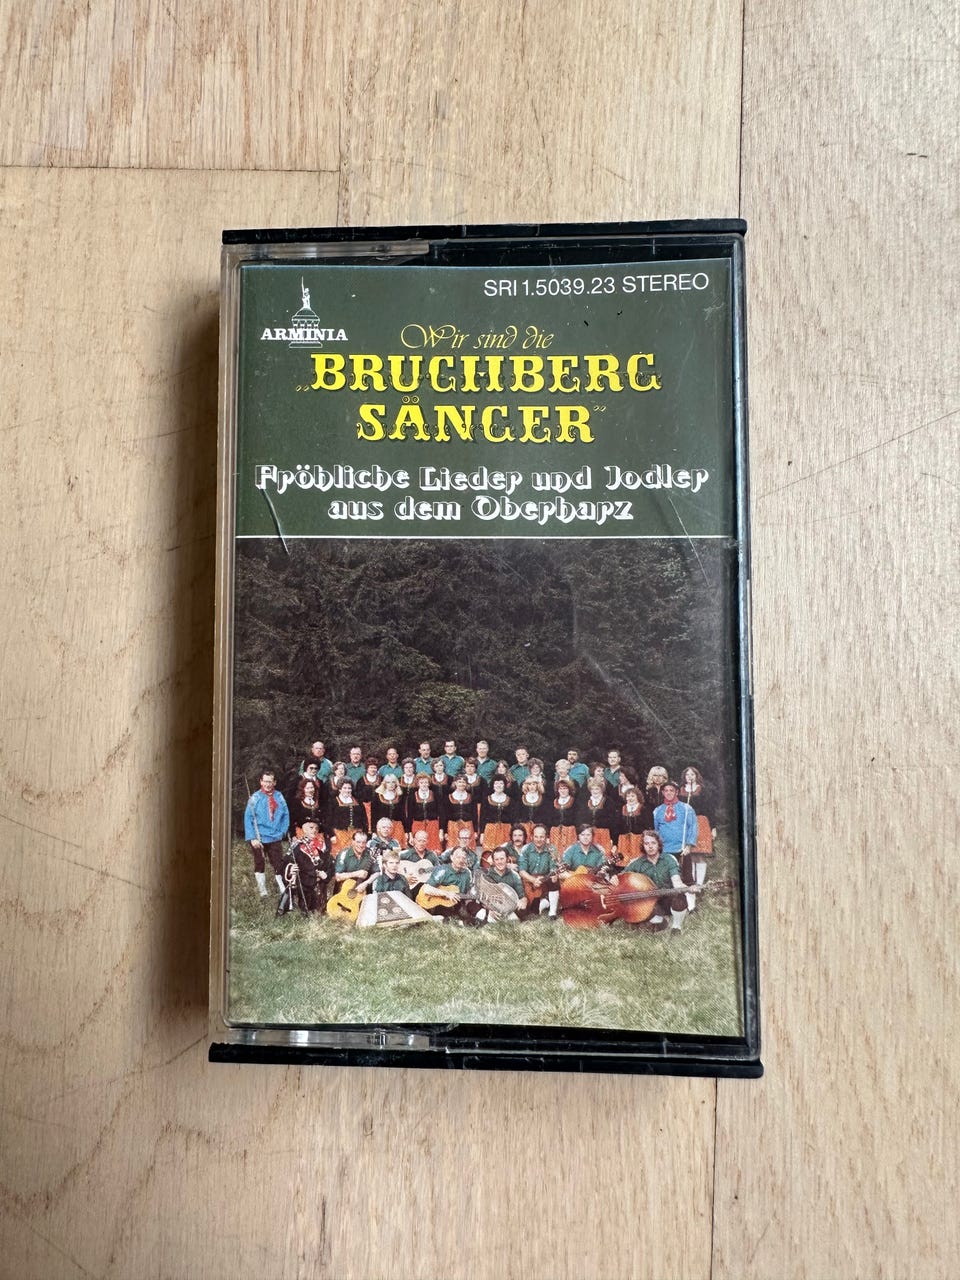 SRI 1.5039.23 STEREO
ARMINIA
Wir sind die
„BRUCHBERG
SÄNGER”
Fröhliche Lieder und Jodler
aus dem Oberharz